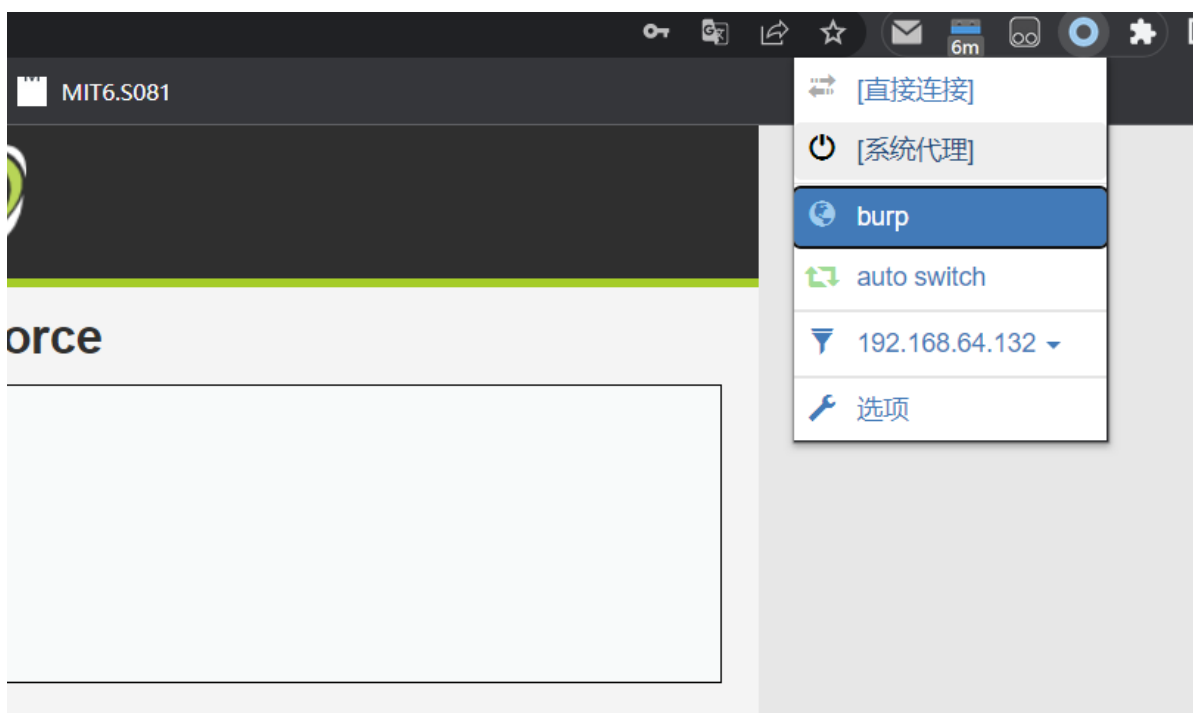 6m
MIT6.S081
[直接连接]
[系统代理]
burp
auto switch
192.168.64.132
选项
orce